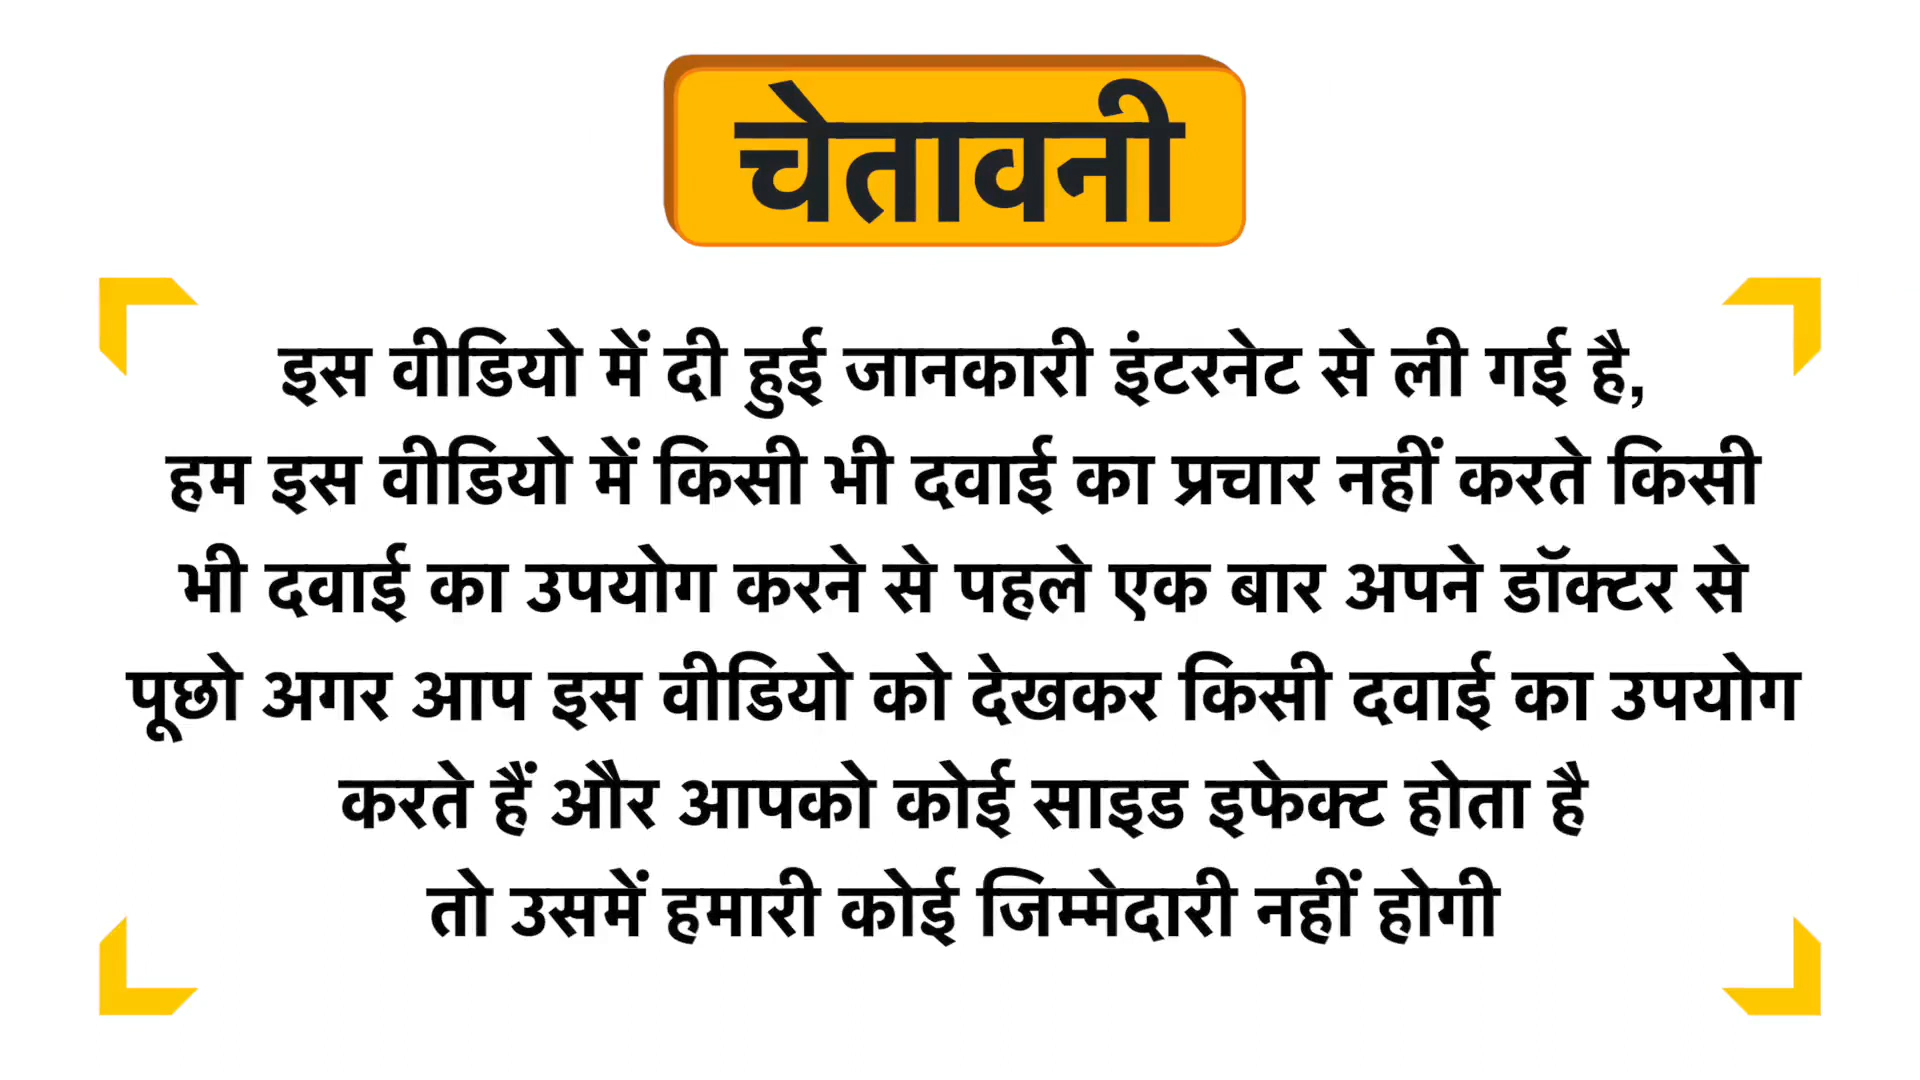 चेतावनी
इस वीडियो में दी हुई जानकारी इंटरनेट से ली गई है,
हम इस वीडियो में किसी भी दवाई का प्रचार नहीं करते किसी
भी दवाई का उपयोग करने से पहले एक बार अपने डॉक्टर से
पूछो अगर आप इस वीडियो को देखकर किसी दवाई का उपयोग
करते हैं और आपको कोई साइड इफेक्ट होता है
तो उसमें हमारी कोई जिम्मेदारी नहीं होगी